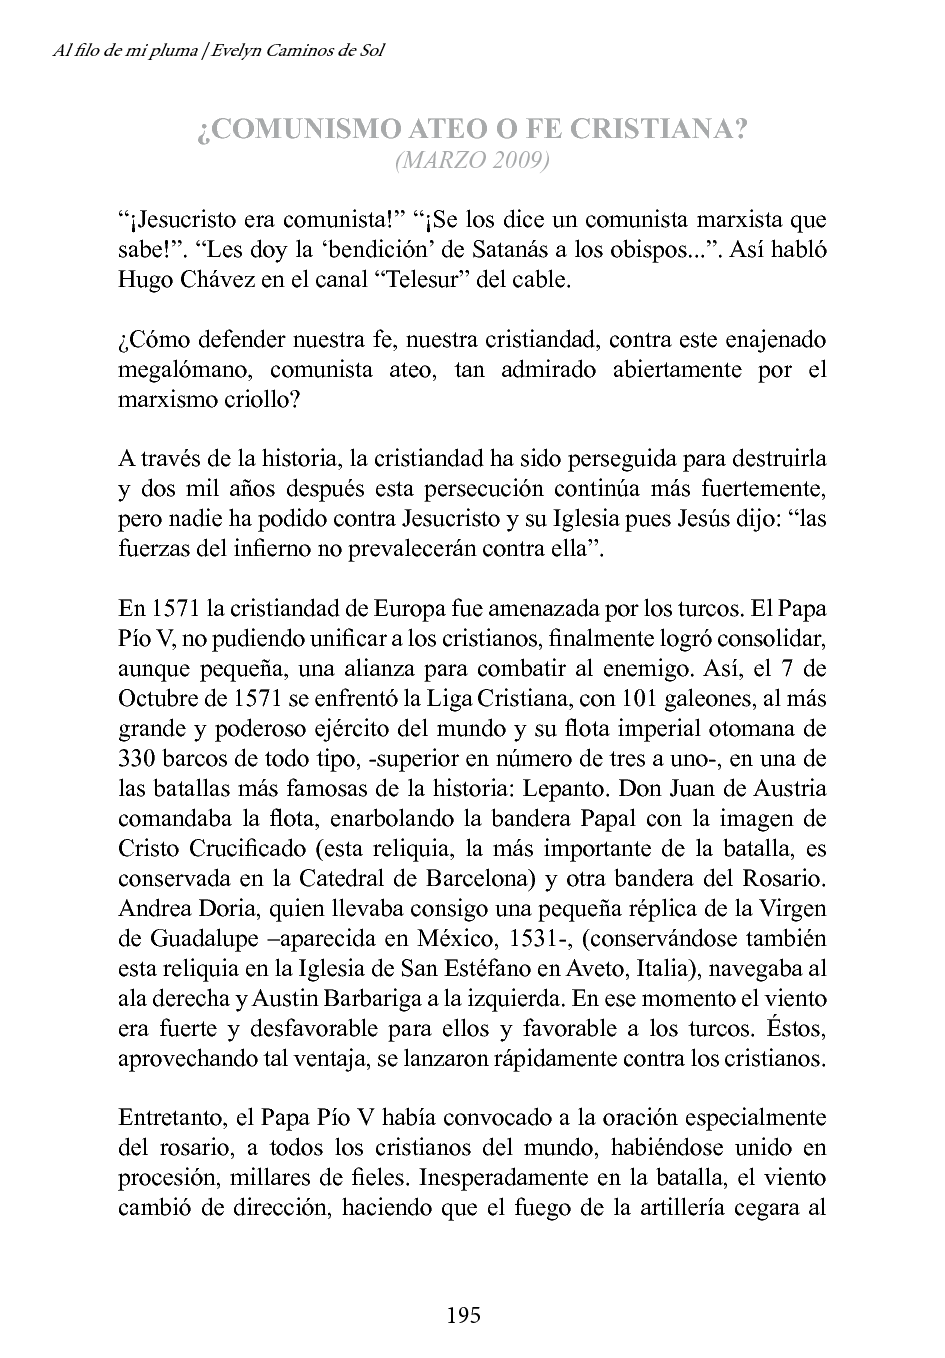 Al filo de mi pluma | Evelyn Caminos de Sol
¿COMUNISMO ATEO O FE CRISTIANA?
(MARZO 2009)
“¡Jesucristo era comunista!” “¡Se los dice un comunista marxista que
sabe!”. “Les doy la ‘bendición’ de Satanás a los obispos...”. Así habló
Hugo Chávez en el canal “Telesur” del cable.
¿Cómo defender nuestra fe, nuestra cristiandad, contra este enajenado
megalómano, comunista ateo, tan admirado abiertamente por el
marxismo criollo?
A través de la historia, la cristiandad ha sido perseguida para destruirla
y dos mil años después esta persecución continúa más fuertemente,
pero nadie ha podido contra Jesucristo y su Iglesia pues Jesús dijo: “las
fuerzas del infierno no prevalecerán contra ella”.
En 1571 la cristiandad de Europa fue amenazada por los turcos. El Papa
Pío V, no pudiendo unificar a los cristianos, finalmente logró consolidar,
aunque pequeña, una alianza para combatir al enemigo. Así, el 7 de
Octubre de 1571 se enfrentó la Liga Cristiana, con 101 galeones, al más
grande y poderoso ejército del mundo y su flota imperial otomana de
330 barcos de todo tipo, -superior en número de tres a uno-, en una de
las batallas más famosas de la historia: Lepanto. Don Juan de Austria
comandaba la flota, enarbolando la bandera Papal con la imagen de
Cristo Crucificado (esta reliquia, la más importante de la batalla, es
conservada en la Catedral de Barcelona) y otra bandera del Rosario.
Andrea Doria, quien llevaba consigo una pequeña réplica de la Virgen
de Guadalupe –aparecida en México, 1531-, (conservándose también
esta reliquia en la Iglesia de San Estéfano en Aveto, Italia), navegaba al
ala derecha y Austin Barbariga a la izquierda. En ese momento el viento
era fuerte y desfavorable para ellos y favorable a los turcos. Éstos,
aprovechando tal ventaja, se lanzaron rápidamente contra los cristianos.
Entretanto, el Papa Pío V había convocado a la oración especialmente
del rosario, a todos los cristianos del mundo, habiéndose unido en
procesión, millares de fieles. Inesperadamente en la batalla, el viento
cambió de dirección, haciendo que el fuego de la artillería cegara al
195